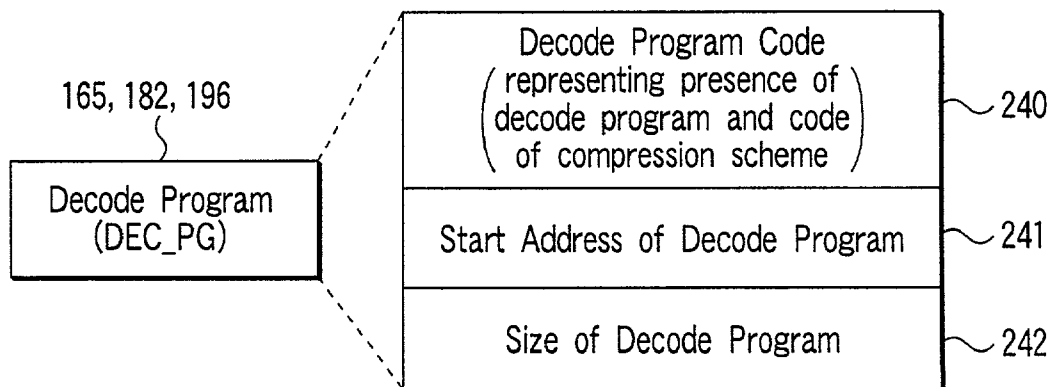 165, 182, 196
Decode Program
(DEC_PG)
Decode Program Code
(representing presence of
decode program and code
of compression scheme)
240
Start Address of Decode Program
241
Size of Decode Program
242